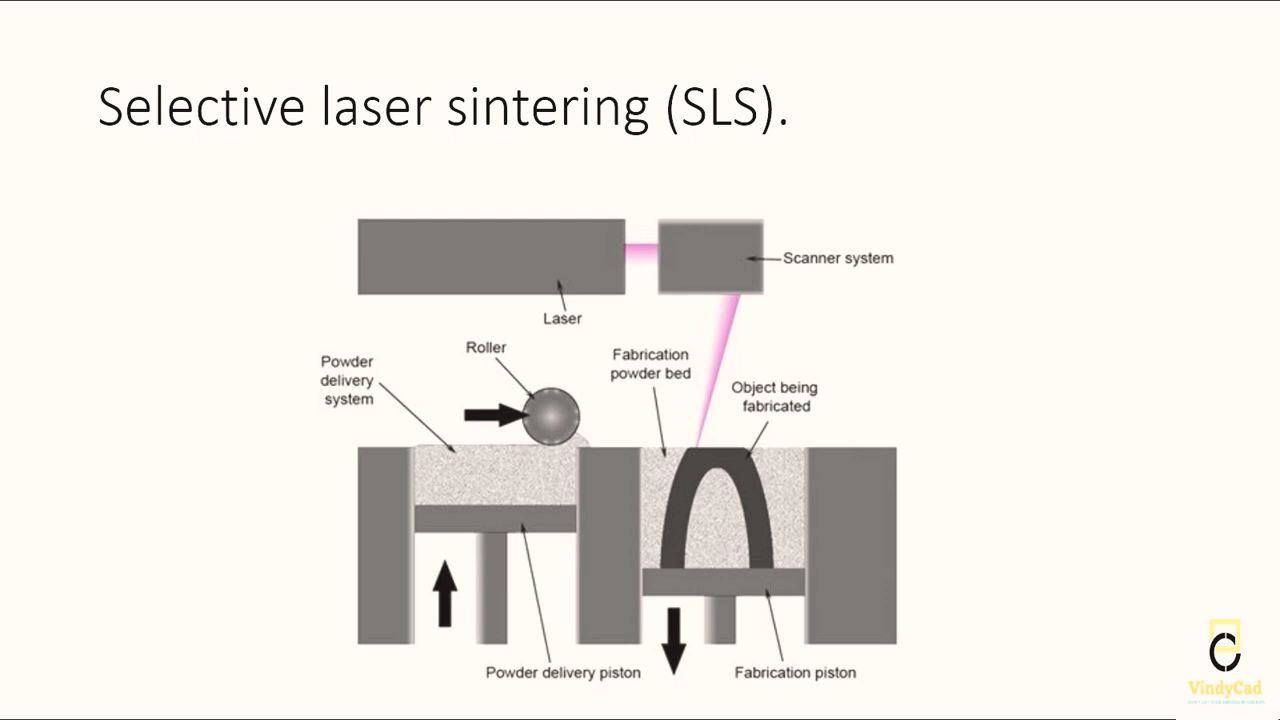 Selective laser sintering (SLS).
Scanner system
Laser
Roller
Powder
delivery
system
Fabrication
powder bed
Object being
fabricated
Powder delivery piston
Fabrication piston
VindyCad